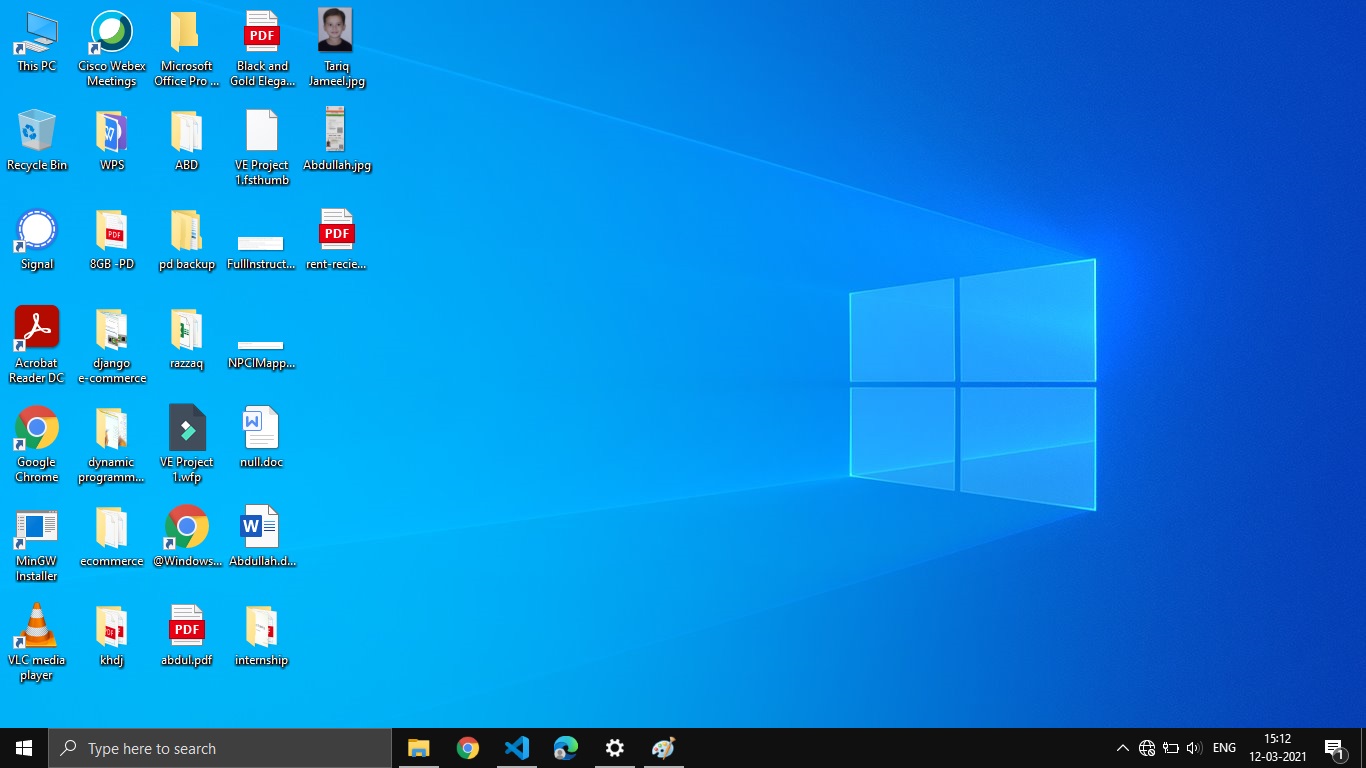 This PC
Cisco Webex
Meetings
Microsoft
Office Pro ...
PDF
Black and
Gold Elega...
Tariq
Jameel.jpg
Recycle Bin
WPS
ABD
VE Project
1.fsthumb
Abdullah.jpg
Signal
PDF
8GB -PD
pd backup
FullInstruct...
PDF
rent-recie...
Acrobat
Reader DC
django
e-commerce
razzaq
NPCIMapp...
Google
Chrome
dynamic
programm...
VE Project
1.wfp
W
null.doc
MinGW
Installer
ecommerce
@Windows...
W
Abdullah.d...
VLC media
player
khdj
PDF
abdul.pdf
internship
Type here to search
ENG
15:12
12-03-2021
1